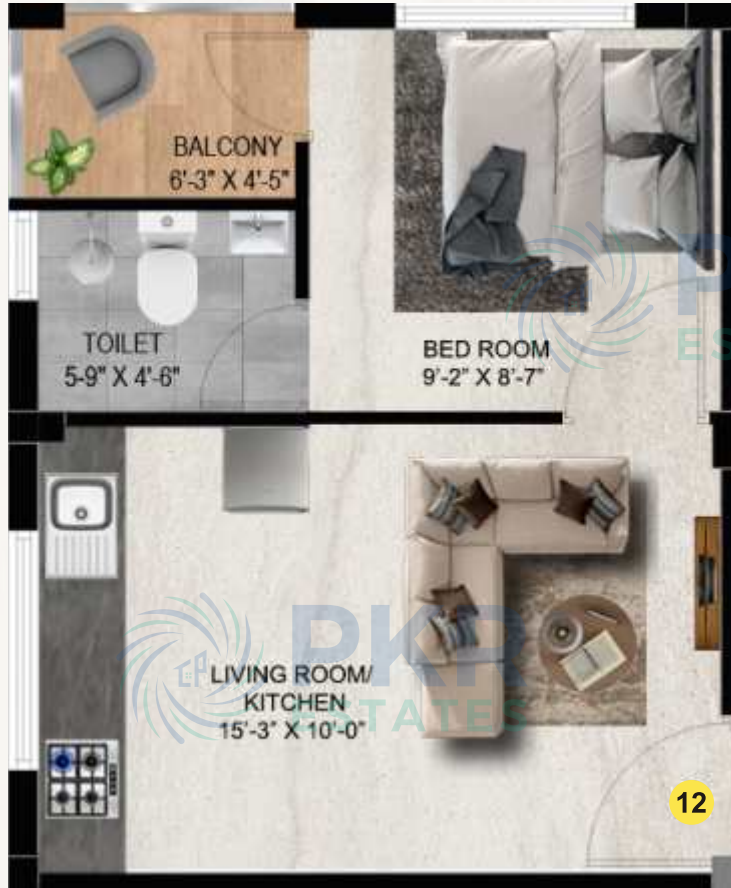 BALCONY
6'-3" X 4'-5"
TOILET
5-9" X 4'-6"
BED ROOM
9'-2" X 8'-7"
P
ES
PKR
ESTATES
LIVING ROOM/
KITCHEN
15'-3" X 10'-0"
12